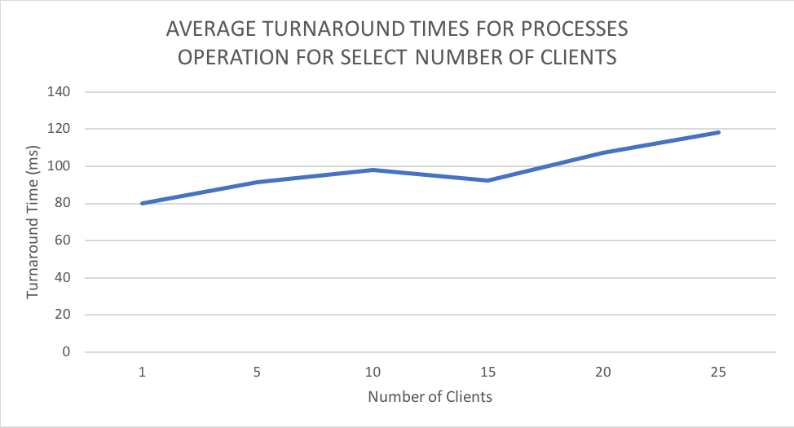 AVERAGE TURNAROUND TIMES FOR PROCESSES
OPERATION FOR SELECT NUMBER OF CLIENTS
140
120
100
80
60
40
20
0
Turnaround Time (ms)
1 5 10 15 20 25
Number of Clients